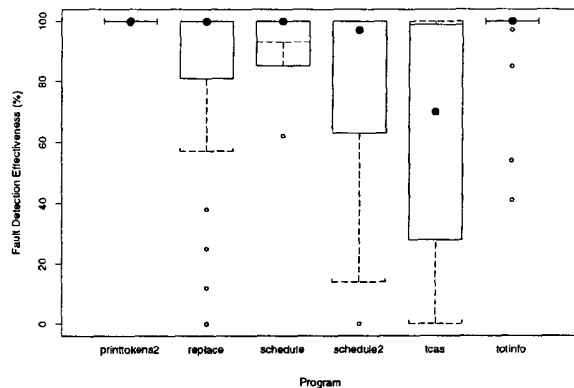 Fault Detection Effectiveness (%)
100
80
60
40
20
0
printtokens2 replace schedule schedule2 tcas totinfo
Program